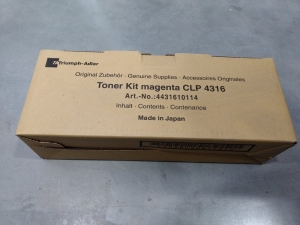 Triumph-Adler
Original Zubehör · Genuine Supplies · Accessoires Originales
Toner Kit magenta CLP 4316
Art.-No.:4431610114
Inhalt · Contents · Contenance
Made in Japan